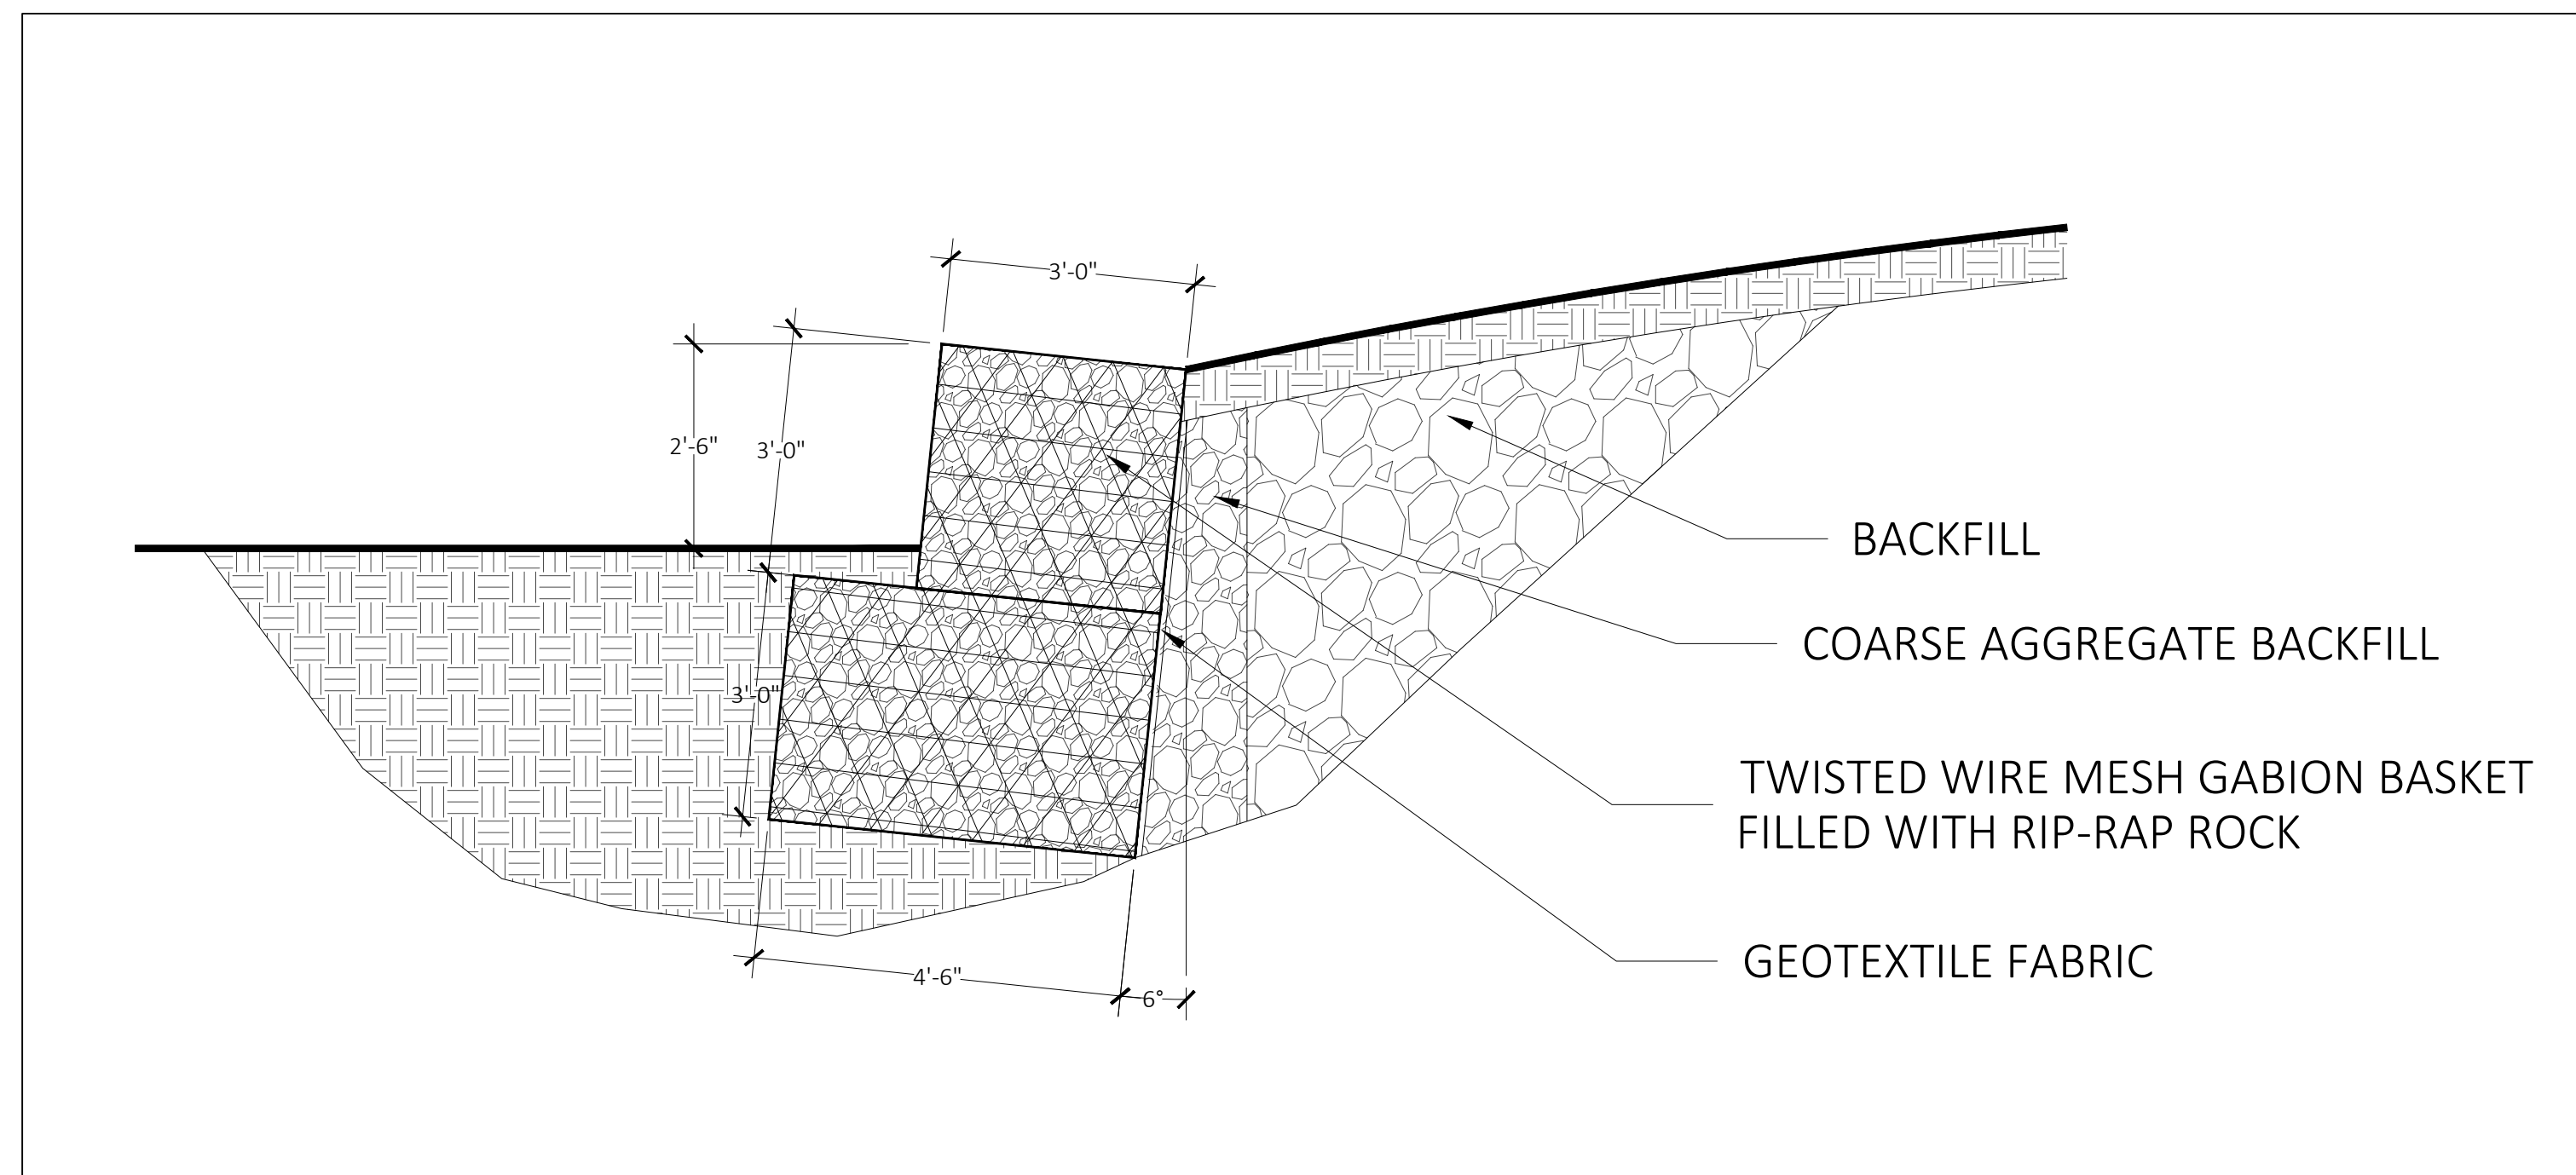 3'-0"
2'-6"
3'-0"
BACKFILL
COARSE AGGREGATE BACKFILL
3'-0"
TWISTED WIRE MESH GABION BASKET
FILLED WITH RIP-RAP ROCK
GEOTEXTILE FABRIC
4'-6"
6°